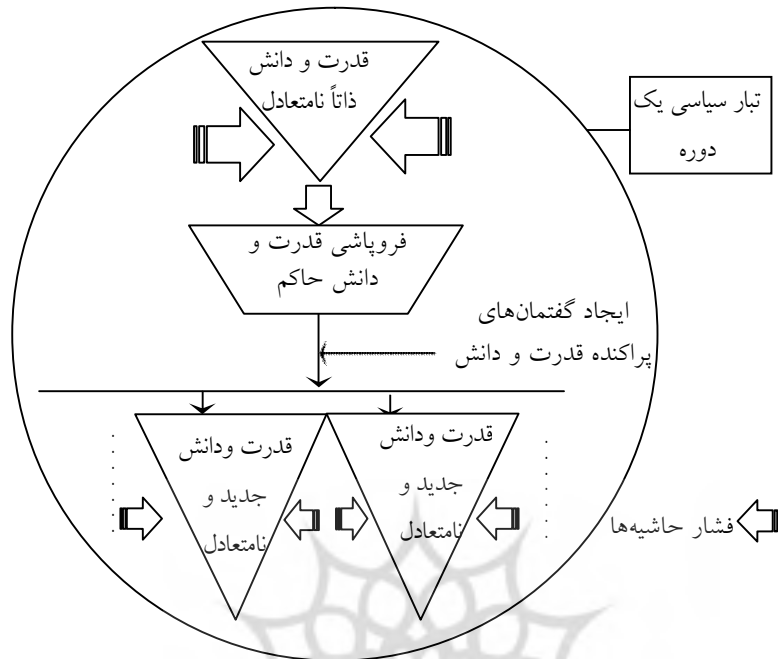 قدرت و دانش
ذاتاً نامتعادل
تبار سیاسی یک
دوره
فروپاشی قدرت و
دانش حاکم
ایجاد گفتمان‌های
پراکنده قدرت و دانش
قدرت ودانش
جدید و
نامتعادل
قدرت ودانش
جدید و
نامتعادل
فشار حاشیه‌ها